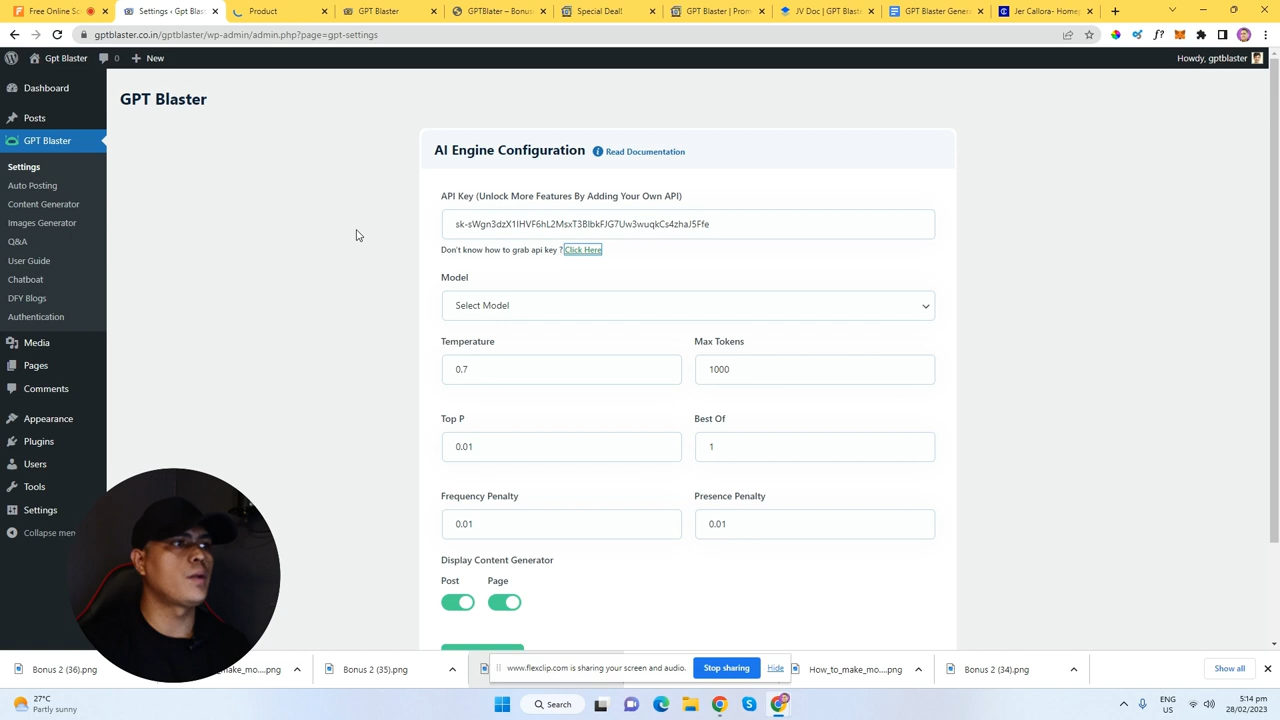 Free Online Scre
Settings ‹ Gpt Blaste
Product
GPT Blaster
GPTBlaster – Bonus
Special Deal!
GPT Blaster | Prom
JV Doc | GPT Blast
GPT Blaster Gener
Jer Callora- Home
gptblaster.co.in/gptblaster/wp-admin/admin.php?page=gpt-settings
Gpt Blaster 0 New
Howdy, gptblaster
Dashboard
Posts
GPT Blaster
Settings
Auto Posting
Content Generator
Images Generator
Q&A
User Guide
Chatboat
DFY Blogs
Authentication
Media
Pages
Comments
Appearance
Plugins
Users
Tools
Settings
Collapse men
GPT Blaster
AI Engine Configuration Read Documentation
API Key (Unlock More Features By Adding Your Own API)
Don't know how to grab api key ? Click Here
Model
Select Model
Temperature Max Tokens
0.7 1000
Top P Best Of
0.01 1
Frequency Penalty Presence Penalty
0.01 0.01
Display Content Generator
Post Page
Bonus 2 (36).png
_make_mo....png
Bonus 2 (35).png
www.flexclip.com is sharing your screen and audio. Stop sharing Hide
How_to_make_mo....png
Bonus 2 (34).png
Show all
27°C
Partly sunny
Search
ENG
US
5:14 pm
28/02/2023